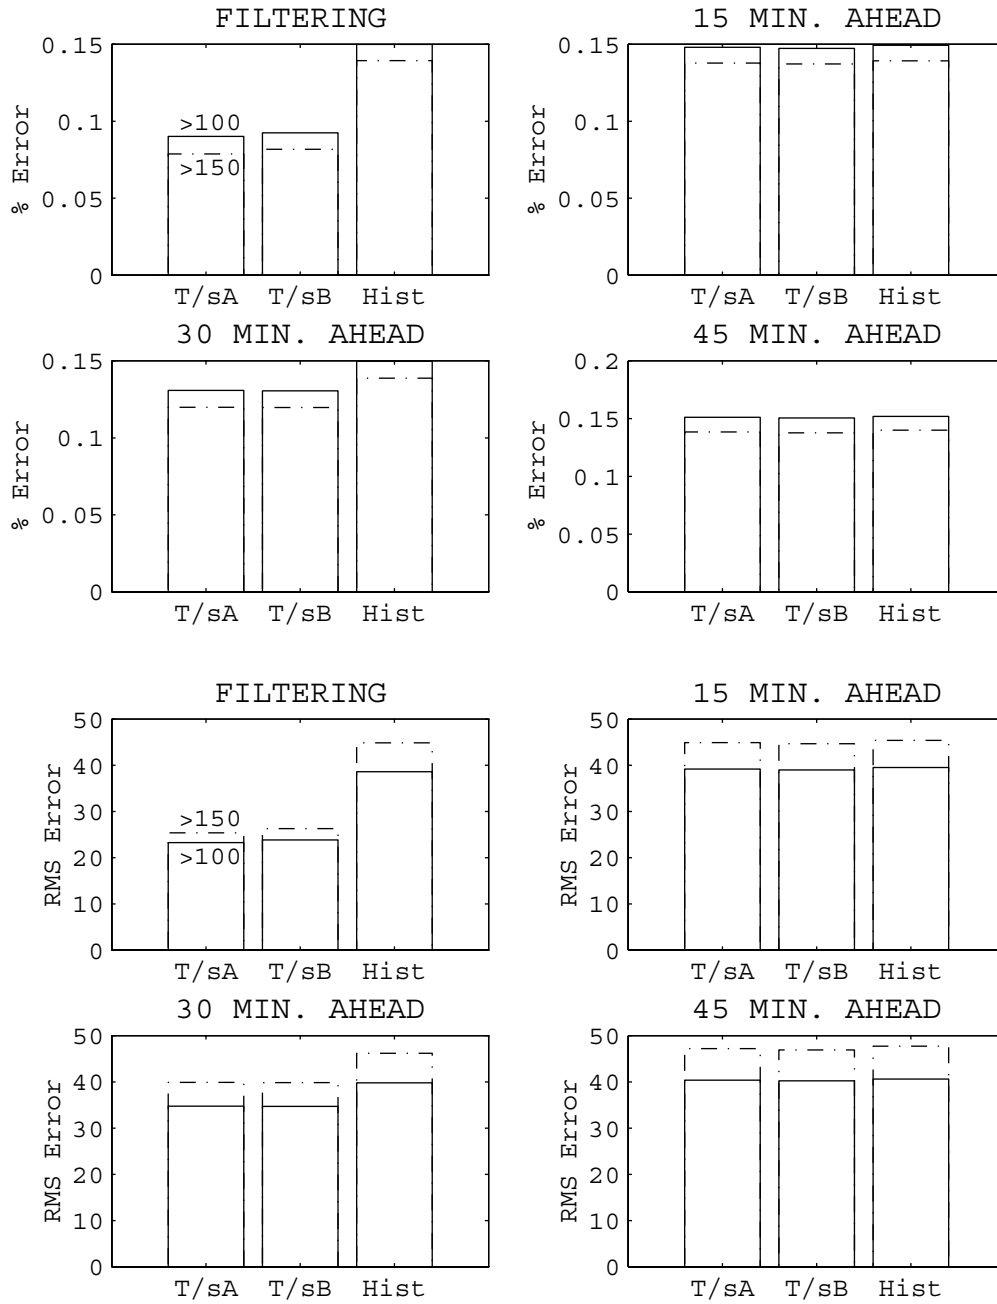 FILTERING
15 MIN. AHEAD
% Error
0.15
0.1
0.05
0
>100
>150
T/sA T/sB Hist
% Error
0.15
0.1
0.05
0
T/sA T/sB Hist
30 MIN. AHEAD
45 MIN. AHEAD
% Error
0.15
0.1
0.05
0
T/sA T/sB Hist
% Error
0.2
0.15
0.1
0.05
0
T/sA T/sB Hist
FILTERING
15 MIN. AHEAD
RMS Error
50
40
30
20
10
0
>150
>100
T/sA T/sB Hist
RMS Error
50
40
30
20
10
0
T/sA T/sB Hist
30 MIN. AHEAD
45 MIN. AHEAD
RMS Error
50
40
30
20
10
0
T/sA T/sB Hist
RMS Error
50
40
30
20
10
0
T/sA T/sB Hist